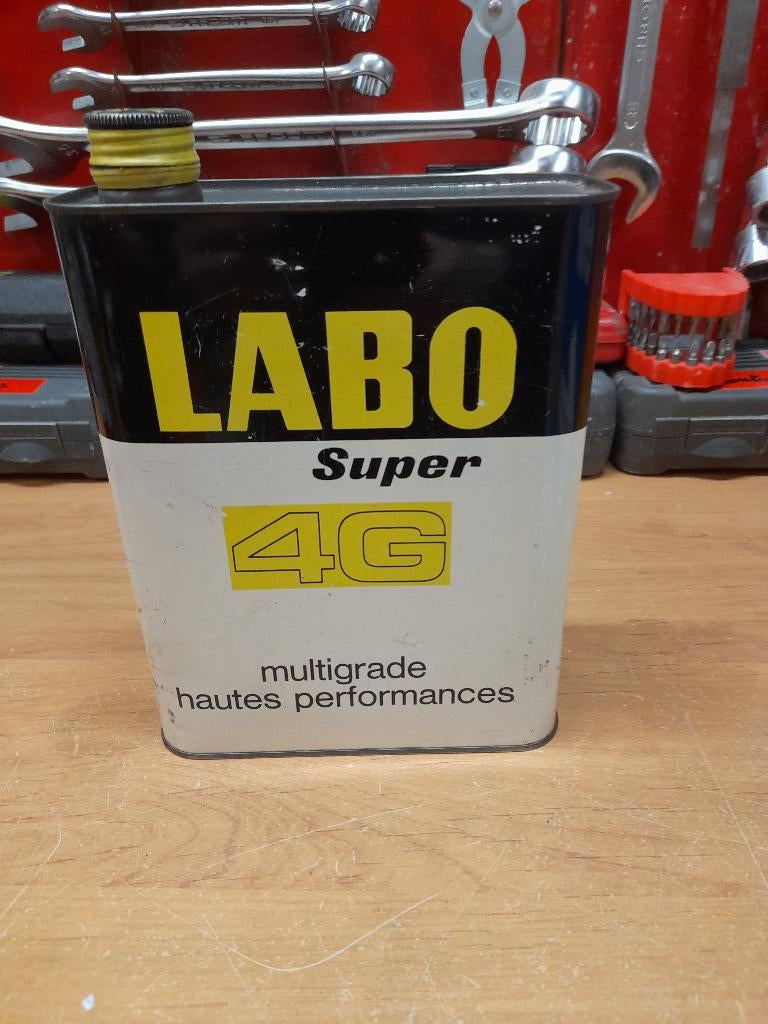 LABO
Super
4G
multigrade
hautes performances